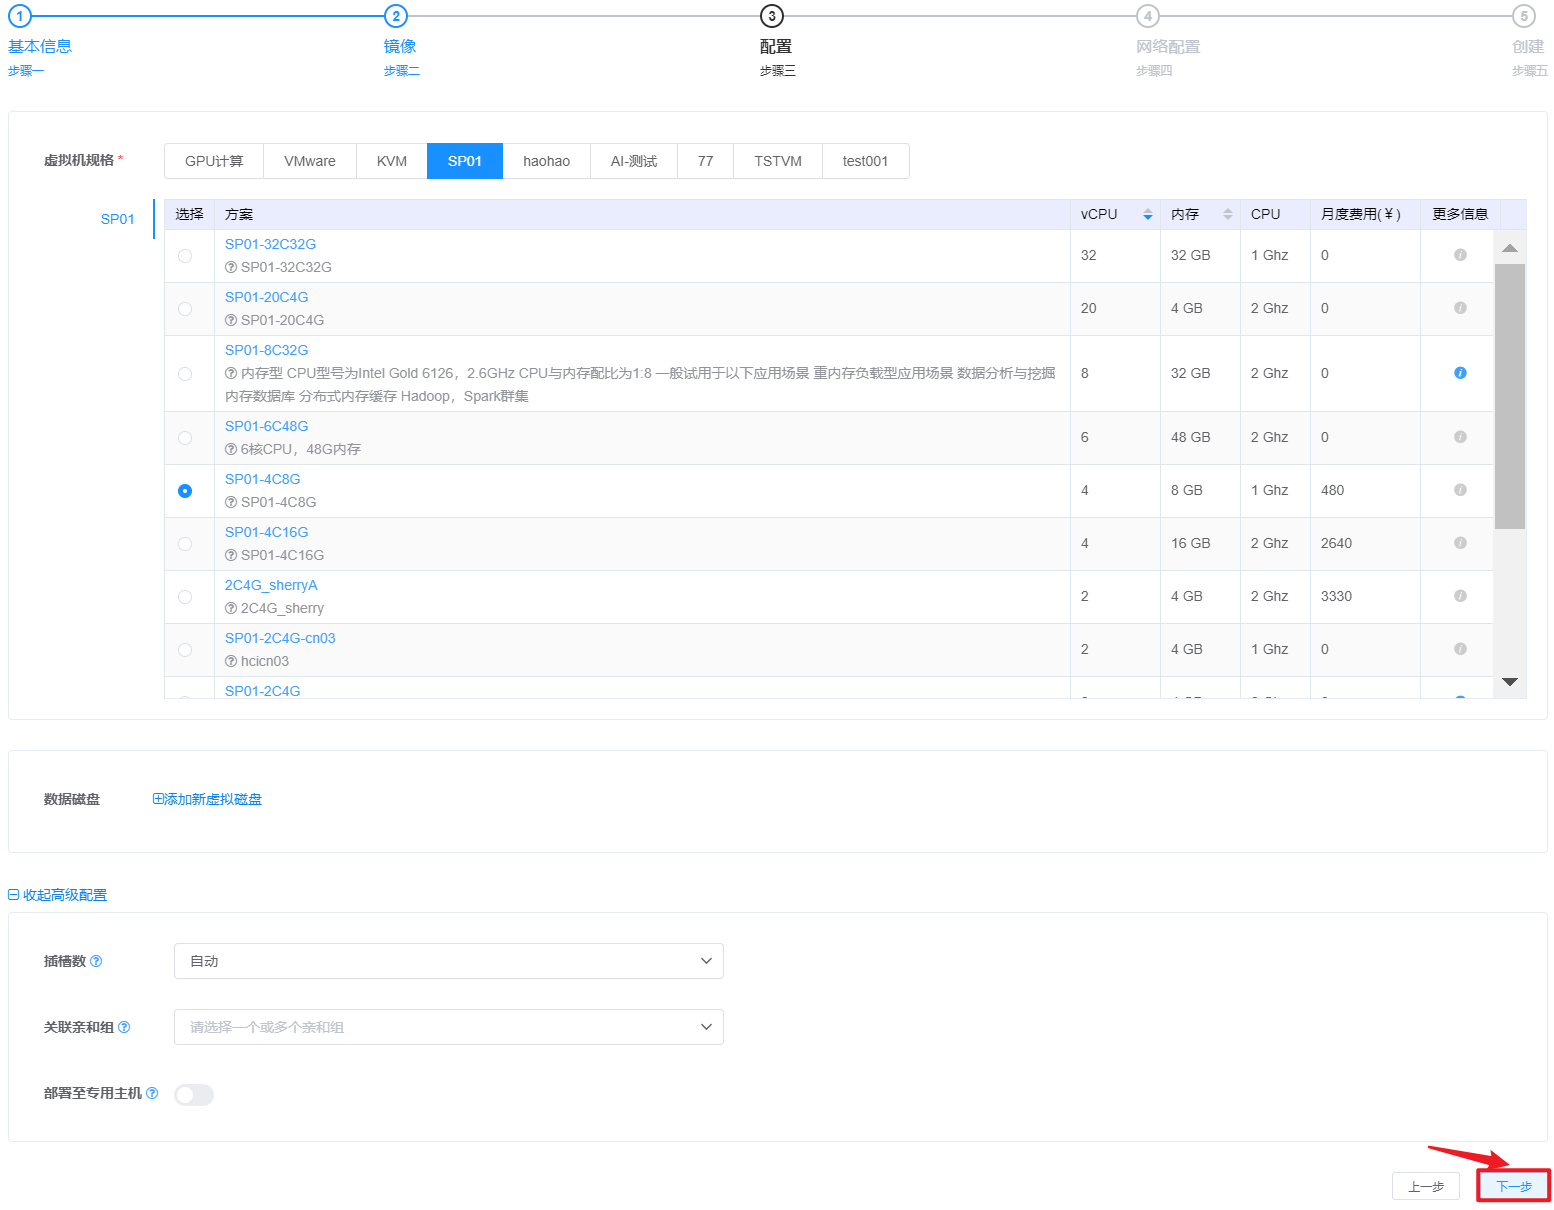 1 2 3 4 5
基本信息 镜像 配置 网络配置 创建
步骤一 步骤二 步骤三 步骤四 步骤五
虚拟机规格 * GPU计算 VMware KVM SP01 haohao AI-测试 77 TSTVM test001
SP01
选择 方案 vCPU 内存 CPU 月度费用(¥) 更多信息
SP01-32C32G
SP01-32C32G 32 32 GB 1 Ghz 0
SP01-20C4G
SP01-20C4G 20 4 GB 2 Ghz 0
SP01-8C32G
内存型 CPU型号为Intel Gold 6126，2.6GHz CPU与内存配比为1:8 一般试用于以下应用场景 重内存负载型应用场景 数据分析与挖掘 8 32 GB 2 Ghz 0
内存数据库 分布式内存缓存 Hadoop，Spark群集
SP01-6C48G
6核CPU，48G内存 6 48 GB 2 Ghz 0
SP01-4C8G
SP01-4C8G 4 8 GB 1 Ghz 480
SP01-4C16G
SP01-4C16G 4 16 GB 2 Ghz 2640
2C4G_sherryA
2C4G_sherry 2 4 GB 2 Ghz 3330
SP01-2C4G-cn03
hcicn03 2 4 GB 1 Ghz 0
SP01-2C4G
数据磁盘 添加新虚拟磁盘
收起高级配置
插槽数 自动
关联亲和组 请选择一个或多个亲和组
部署至专用主机
上一步 下一步